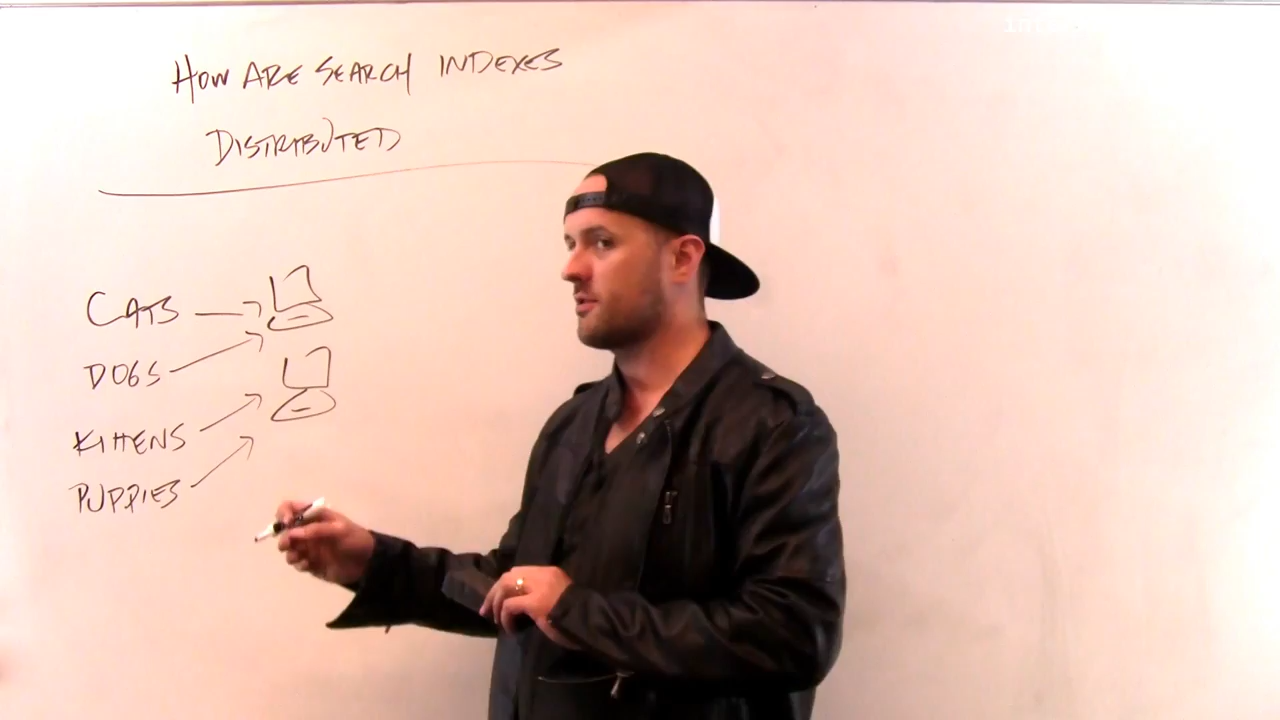 HOW ARE SEARCH INDEXES
DISTRIBUTED
CATS
DOGS
KITTENS
PUPPIES